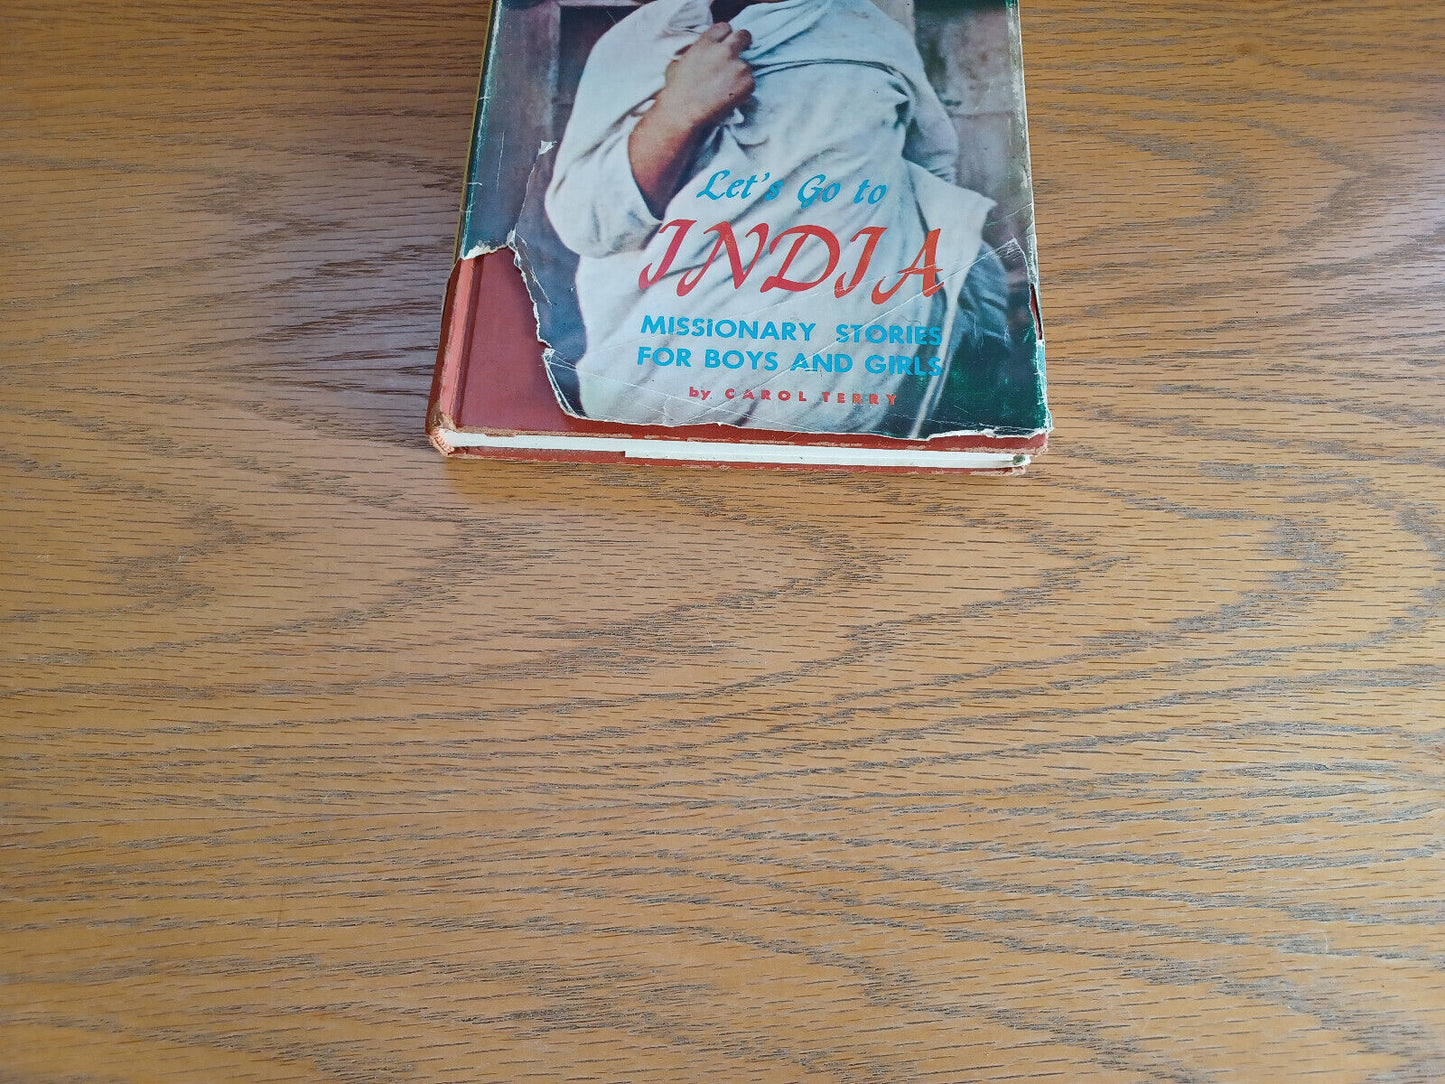 Let's Go to
INDIA
MISSIONARY STORIES
FOR BOYS AND GIRLS
by CAROL TERRY